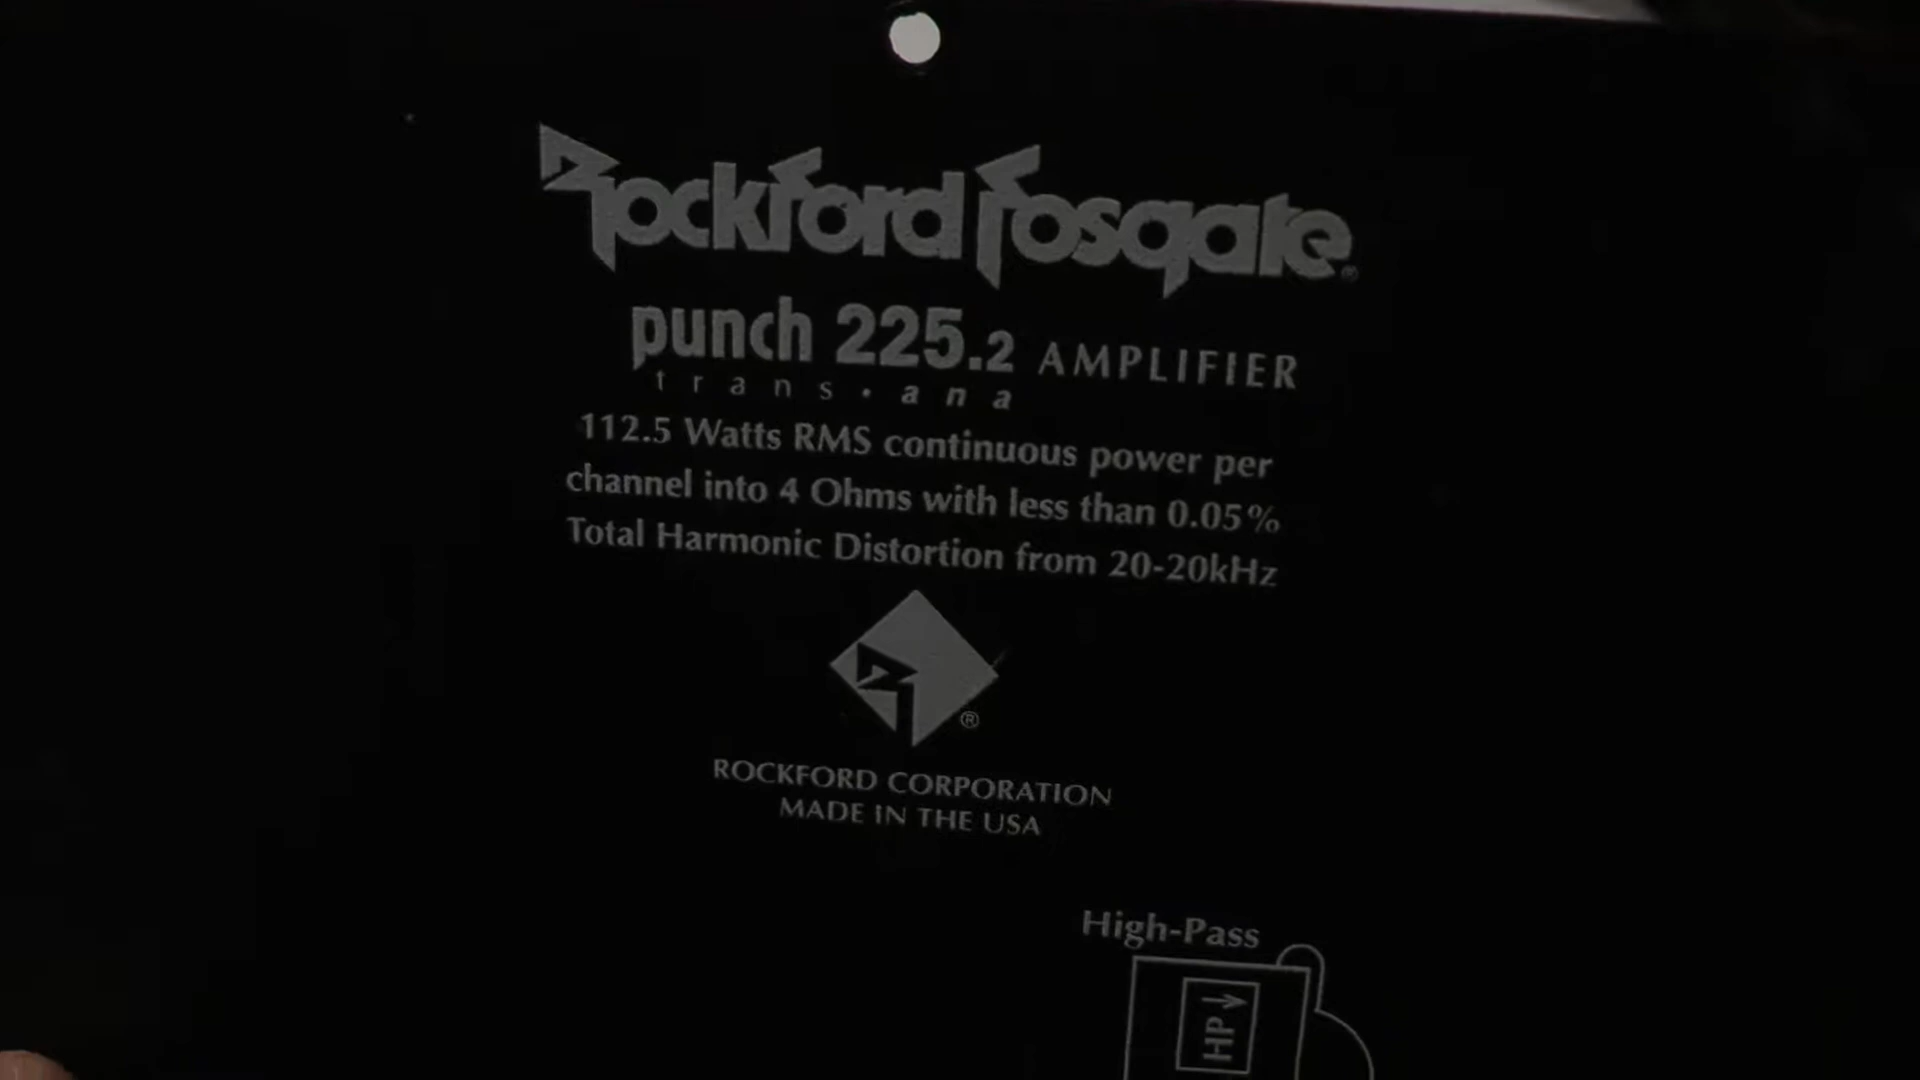 Rockford Fosgate®
punch 225.2 AMPLIFIER
trans•ana
112.5 Watts RMS continuous power per
channel into 4 Ohms with less than 0.05%
Total Harmonic Distortion from 20-20kHz
®
ROCKFORD CORPORATION
MADE IN THE USA
High-Pass
HP